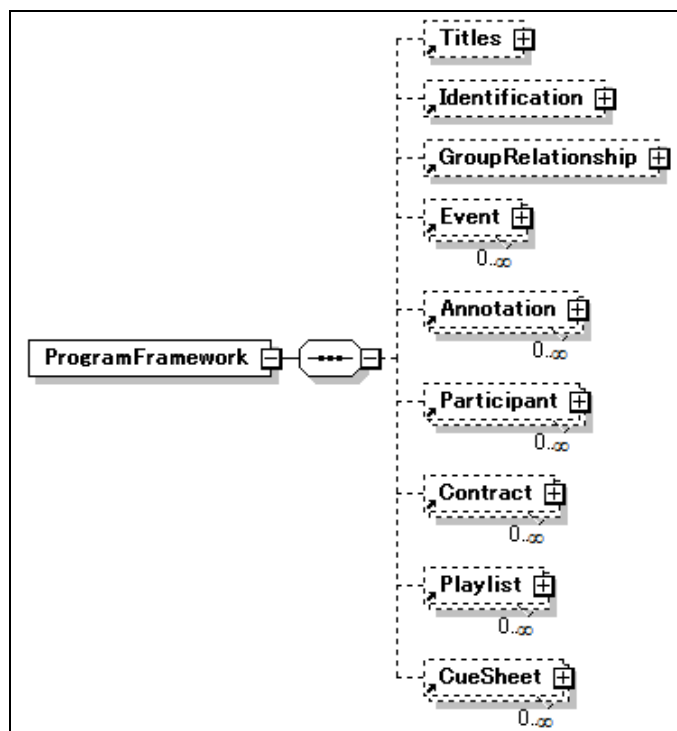 Titles
Identification
GroupRelationship
Event
0..∞
Annotation
0..∞
ProgramFramework
Participant
0..∞
Contract
0..∞
Playlist
0..∞
CueSheet
0..∞